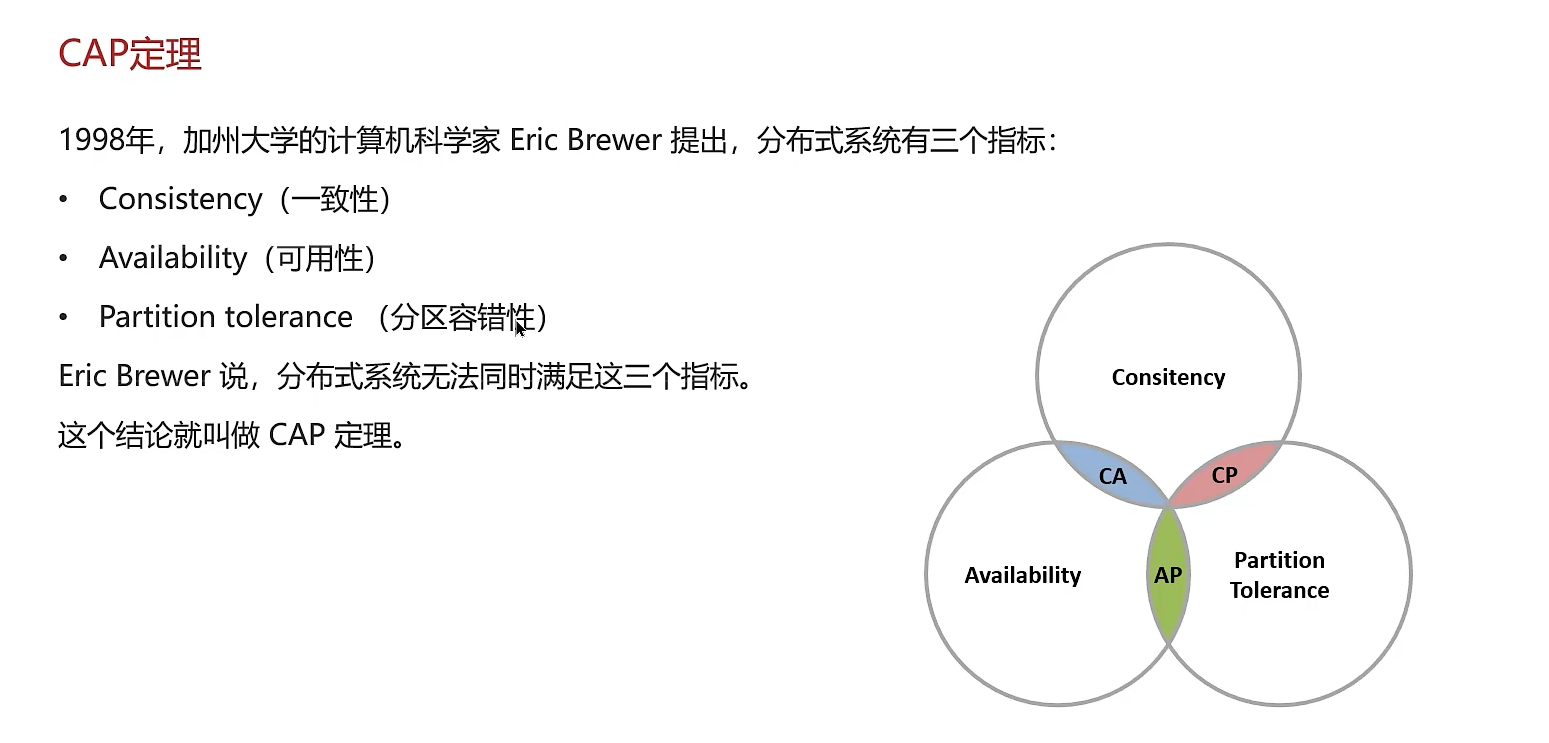 CAP定理
1998年，加州大学的计算机科学家 Eric Brewer 提出，分布式系统有三个指标：
• Consistency（一致性）
• Availability（可用性）
• Partition tolerance （分区容错性）
Eric Brewer 说，分布式系统无法同时满足这三个指标。
这个结论就叫做 CAP 定理。
Consitency
CA
CP
Availability
AP
Partition
Tolerance